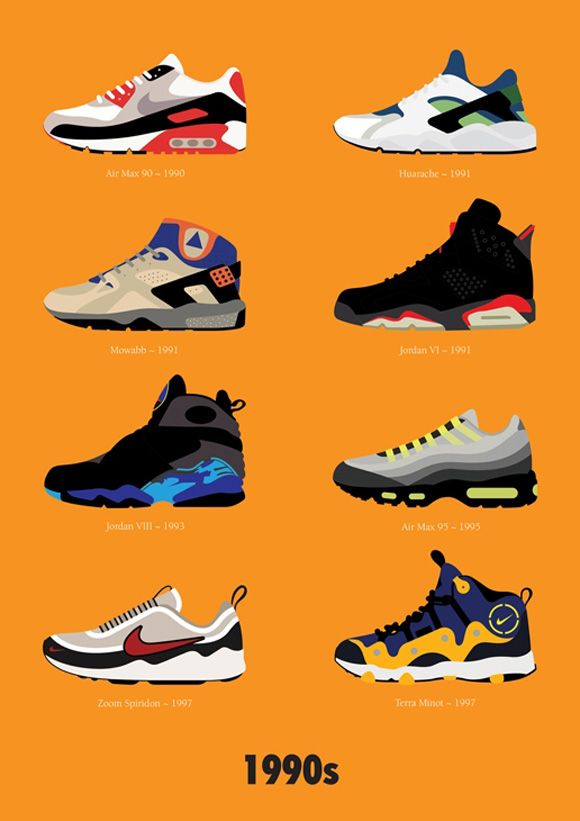 Air Max 90 ~ 1990
Huarache ~ 1991
Mowabb ~ 1991
Jordan VI ~ 1991
Jordan VIII ~ 1993
Air Max 95 ~ 1995
Zoom Spiridon ~ 1997
Terra Minot ~ 1997
1990s